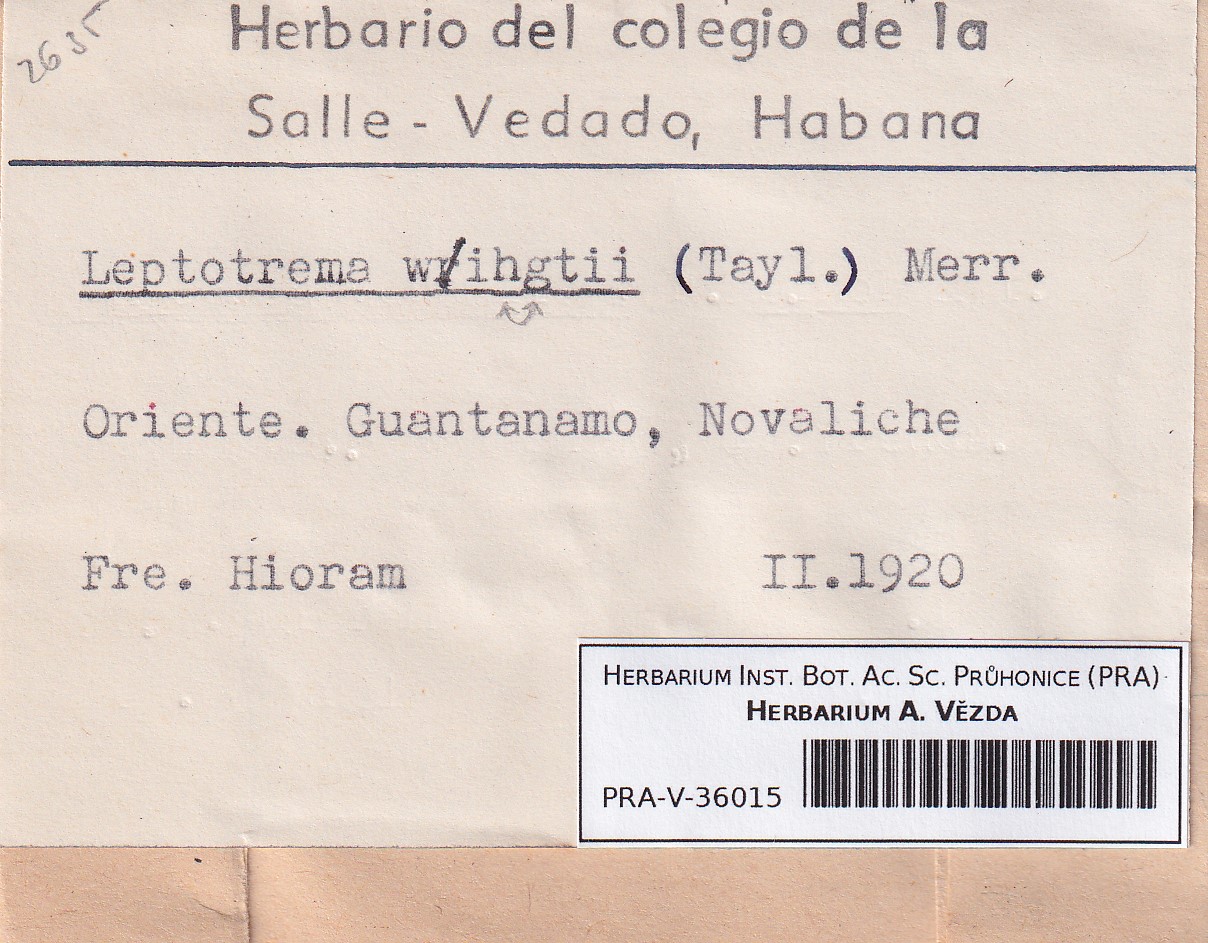 2635
Herbario del colegio de la
Salle - Vedado, Habana
Leptotrema wrihgtii (Tayl.) Merr.
Oriente. Guantanamo, Novaliche
Fre. Hioram II.1920
HERBARIUM INST. BOT. AC. SC. PRŮHONICE (PRA)
HERBARIUM A. VĚZDA
PRA-V-36015